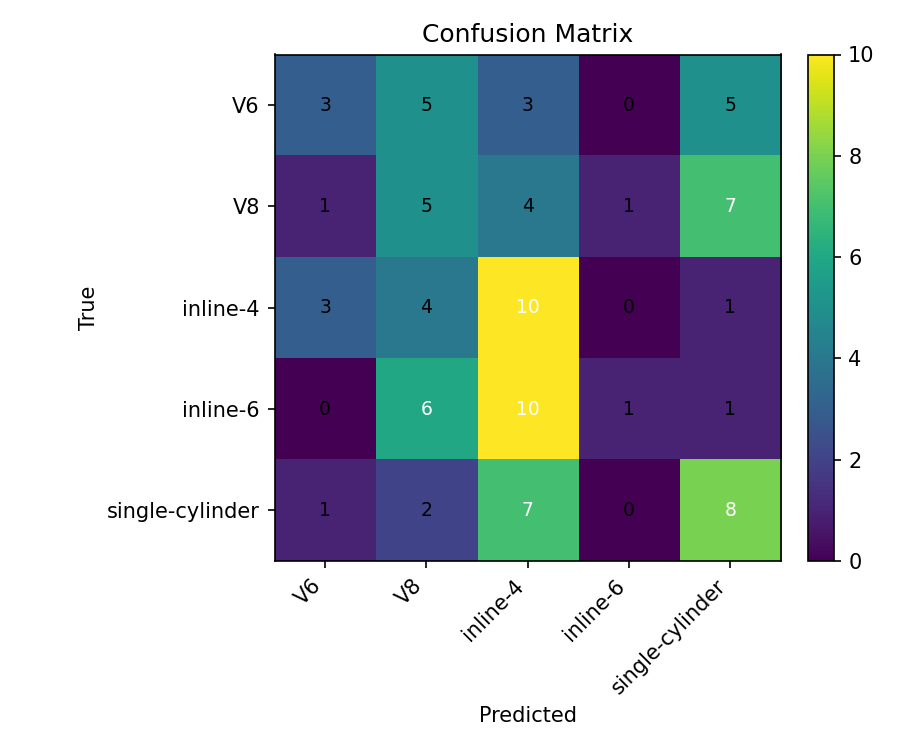 Confusion Matrix
True
V6 3 5 3 0 5
V8 1 5 4 1 7
inline-4 3 4 10 0 1
inline-6 0 6 10 1 1
single-cylinder 1 2 7 0 8
V6 V8 inline-4 inline-6 single-cylinder
Predicted
10
8
6
4
2
0